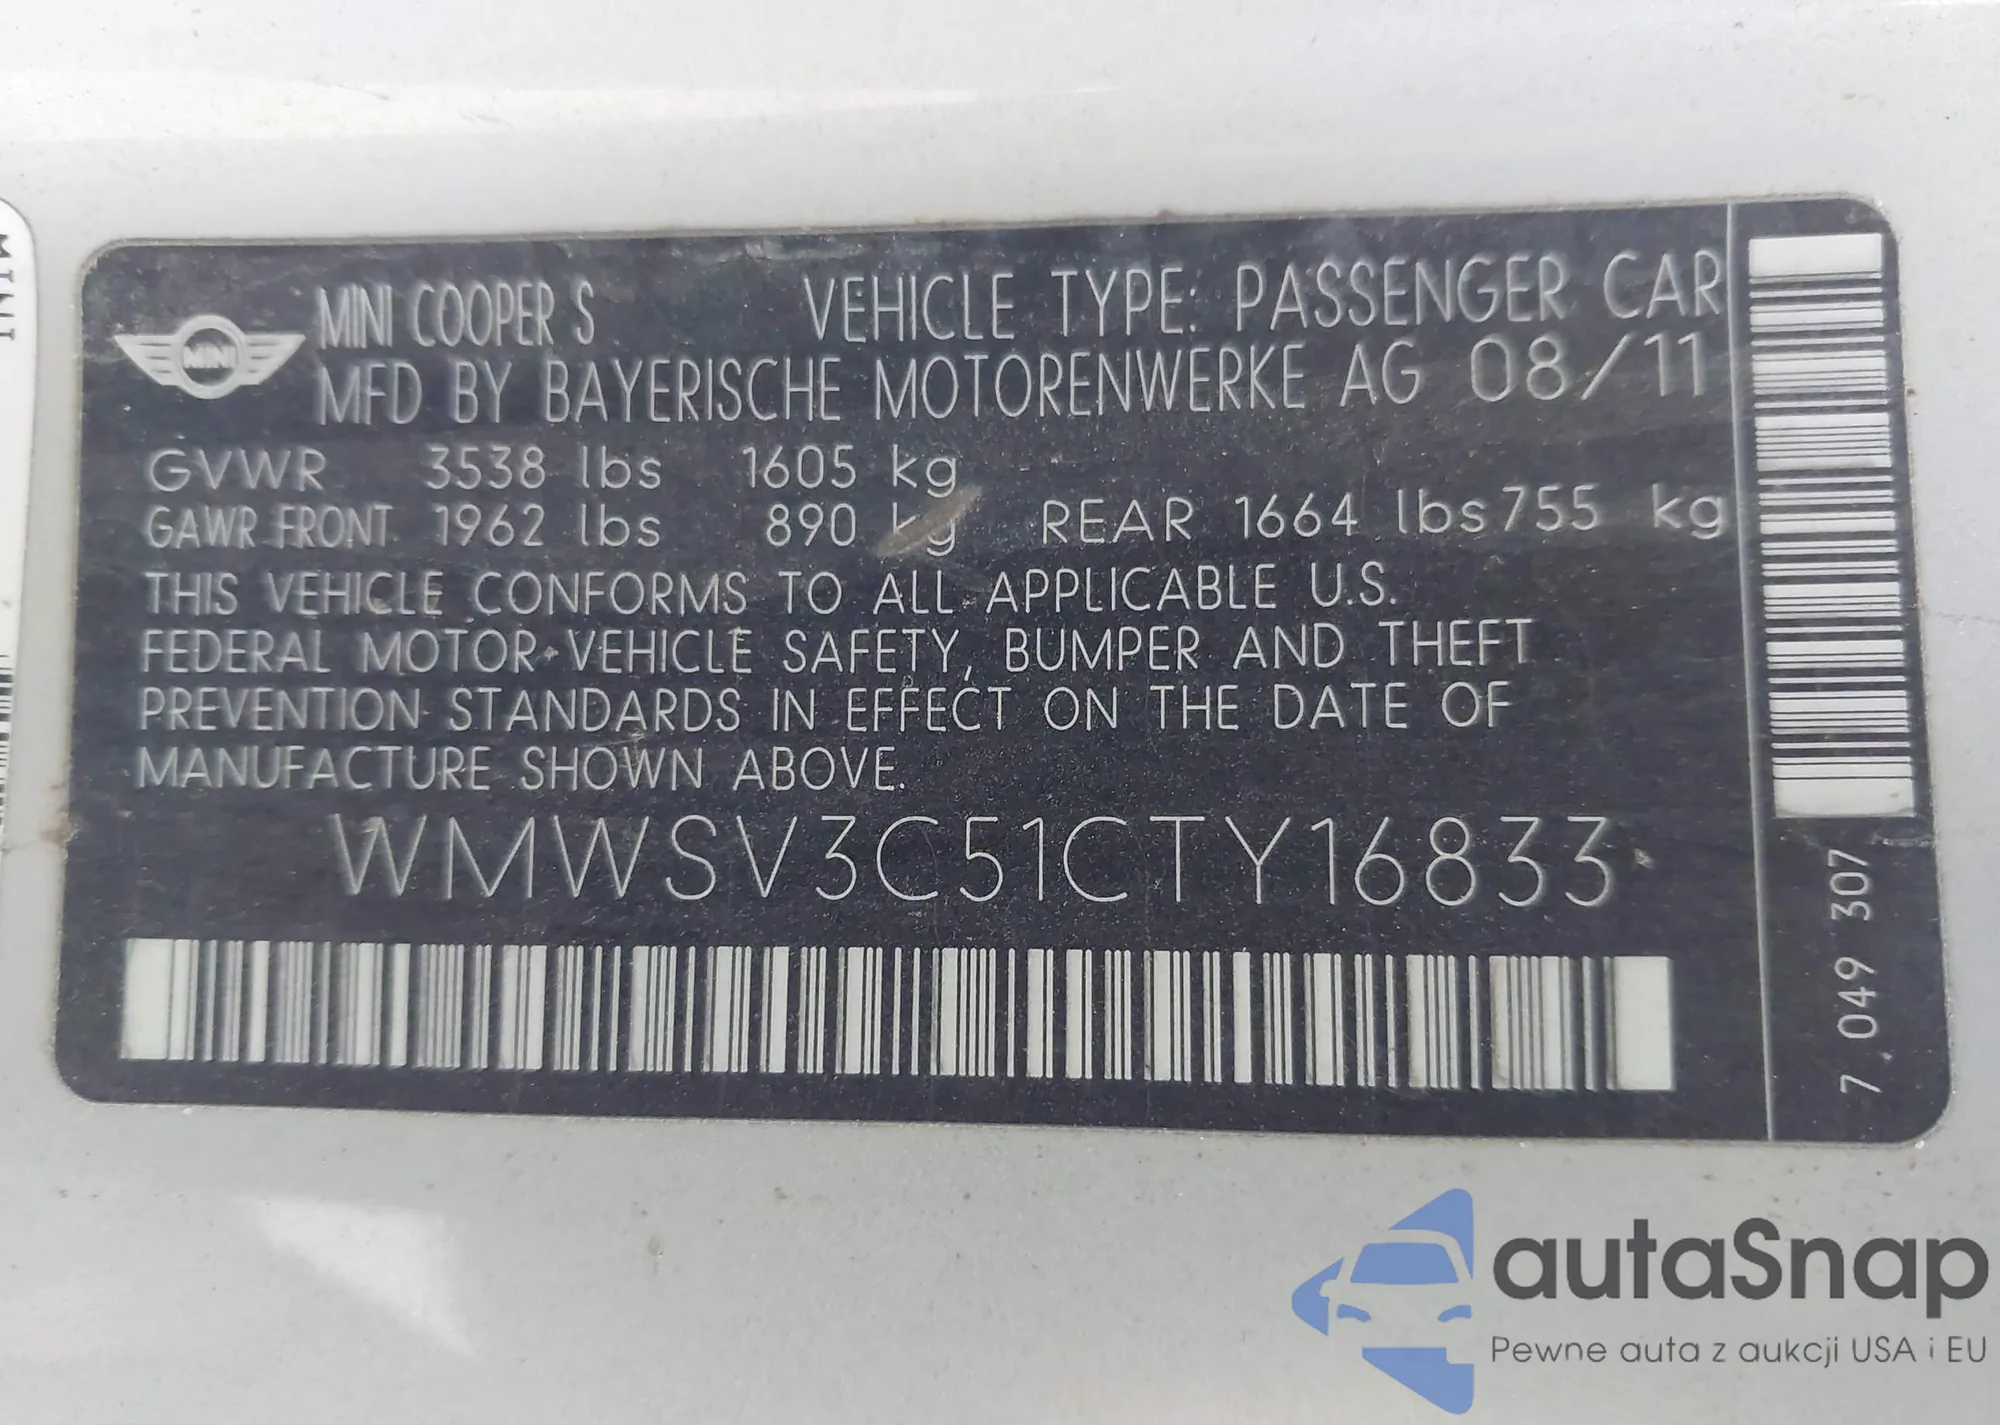 MINI COOPER S VEHICLE TYPE: PASSENGER CAR
MINI
MFD BY BAYERISCHE MOTORENWERKE AG 08/11
GVWR 3538 lbs 1605 kg
GAWR FRONT 1962 lbs 890 kg REAR 1664 lbs 755 kg
THIS VEHICLE CONFORMS TO ALL APPLICABLE U.S.
FEDERAL MOTOR VEHICLE SAFETY, BUMPER AND THEFT
PREVENTION STANDARDS IN EFFECT ON THE DATE OF
MANUFACTURE SHOWN ABOVE.
WMWSV3C51CTY16833
7 049 307
MINI
autaSnap
Pewne auta z aukcji USA i EU